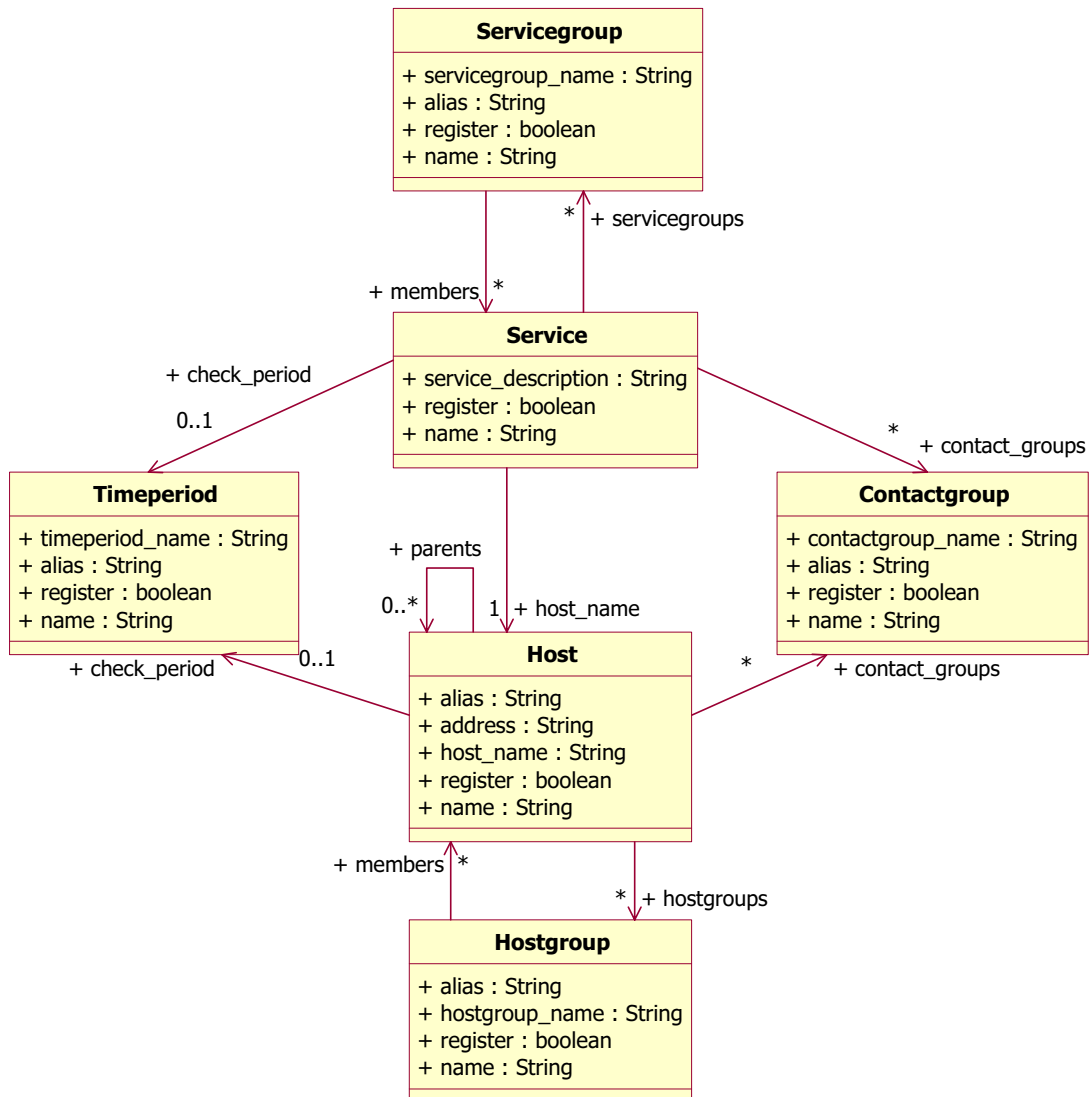 Servicegroup
+ servicegroup_name : String
+ alias : String
+ register : boolean
+ name : String
* + servicegroups
+ members *
Service
+ service_description : String
+ register : boolean
+ name : String
+ check_period
0..1
*
+ contact_groups
Timeperiod
+ timeperiod_name : String
+ alias : String
+ register : boolean
+ name : String
Contactgroup
+ contactgroup_name : String
+ alias : String
+ register : boolean
+ name : String
+ parents
0..*
1 + host_name
+ check_period
0..1
*
+ contact_groups
Host
+ alias : String
+ address : String
+ host_name : String
+ register : boolean
+ name : String
+ members *
* + hostgroups
Hostgroup
+ alias : String
+ hostgroup_name : String
+ register : boolean
+ name : String